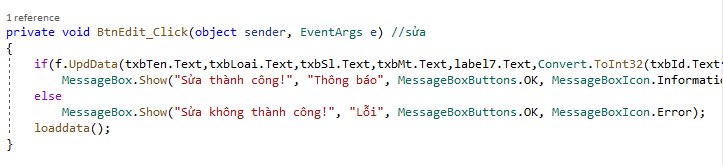 1 reference
private void BtnEdit_Click(object sender, EventArgs e) //sửa
{
if(f.UpdData(txbTen.Text,txbLoai.Text,txbSl.Text,txbMt.Text,label7.Text,Convert.ToInt32(txbId.Text
MessageBox.Show("Sửa thành công!", "Thông báo", MessageBoxButtons.OK, MessageBoxIcon.Informatio
else
MessageBox.Show("Sửa không thành công!", "Lỗi", MessageBoxButtons.OK, MessageBoxIcon.Error);
loaddata();
}